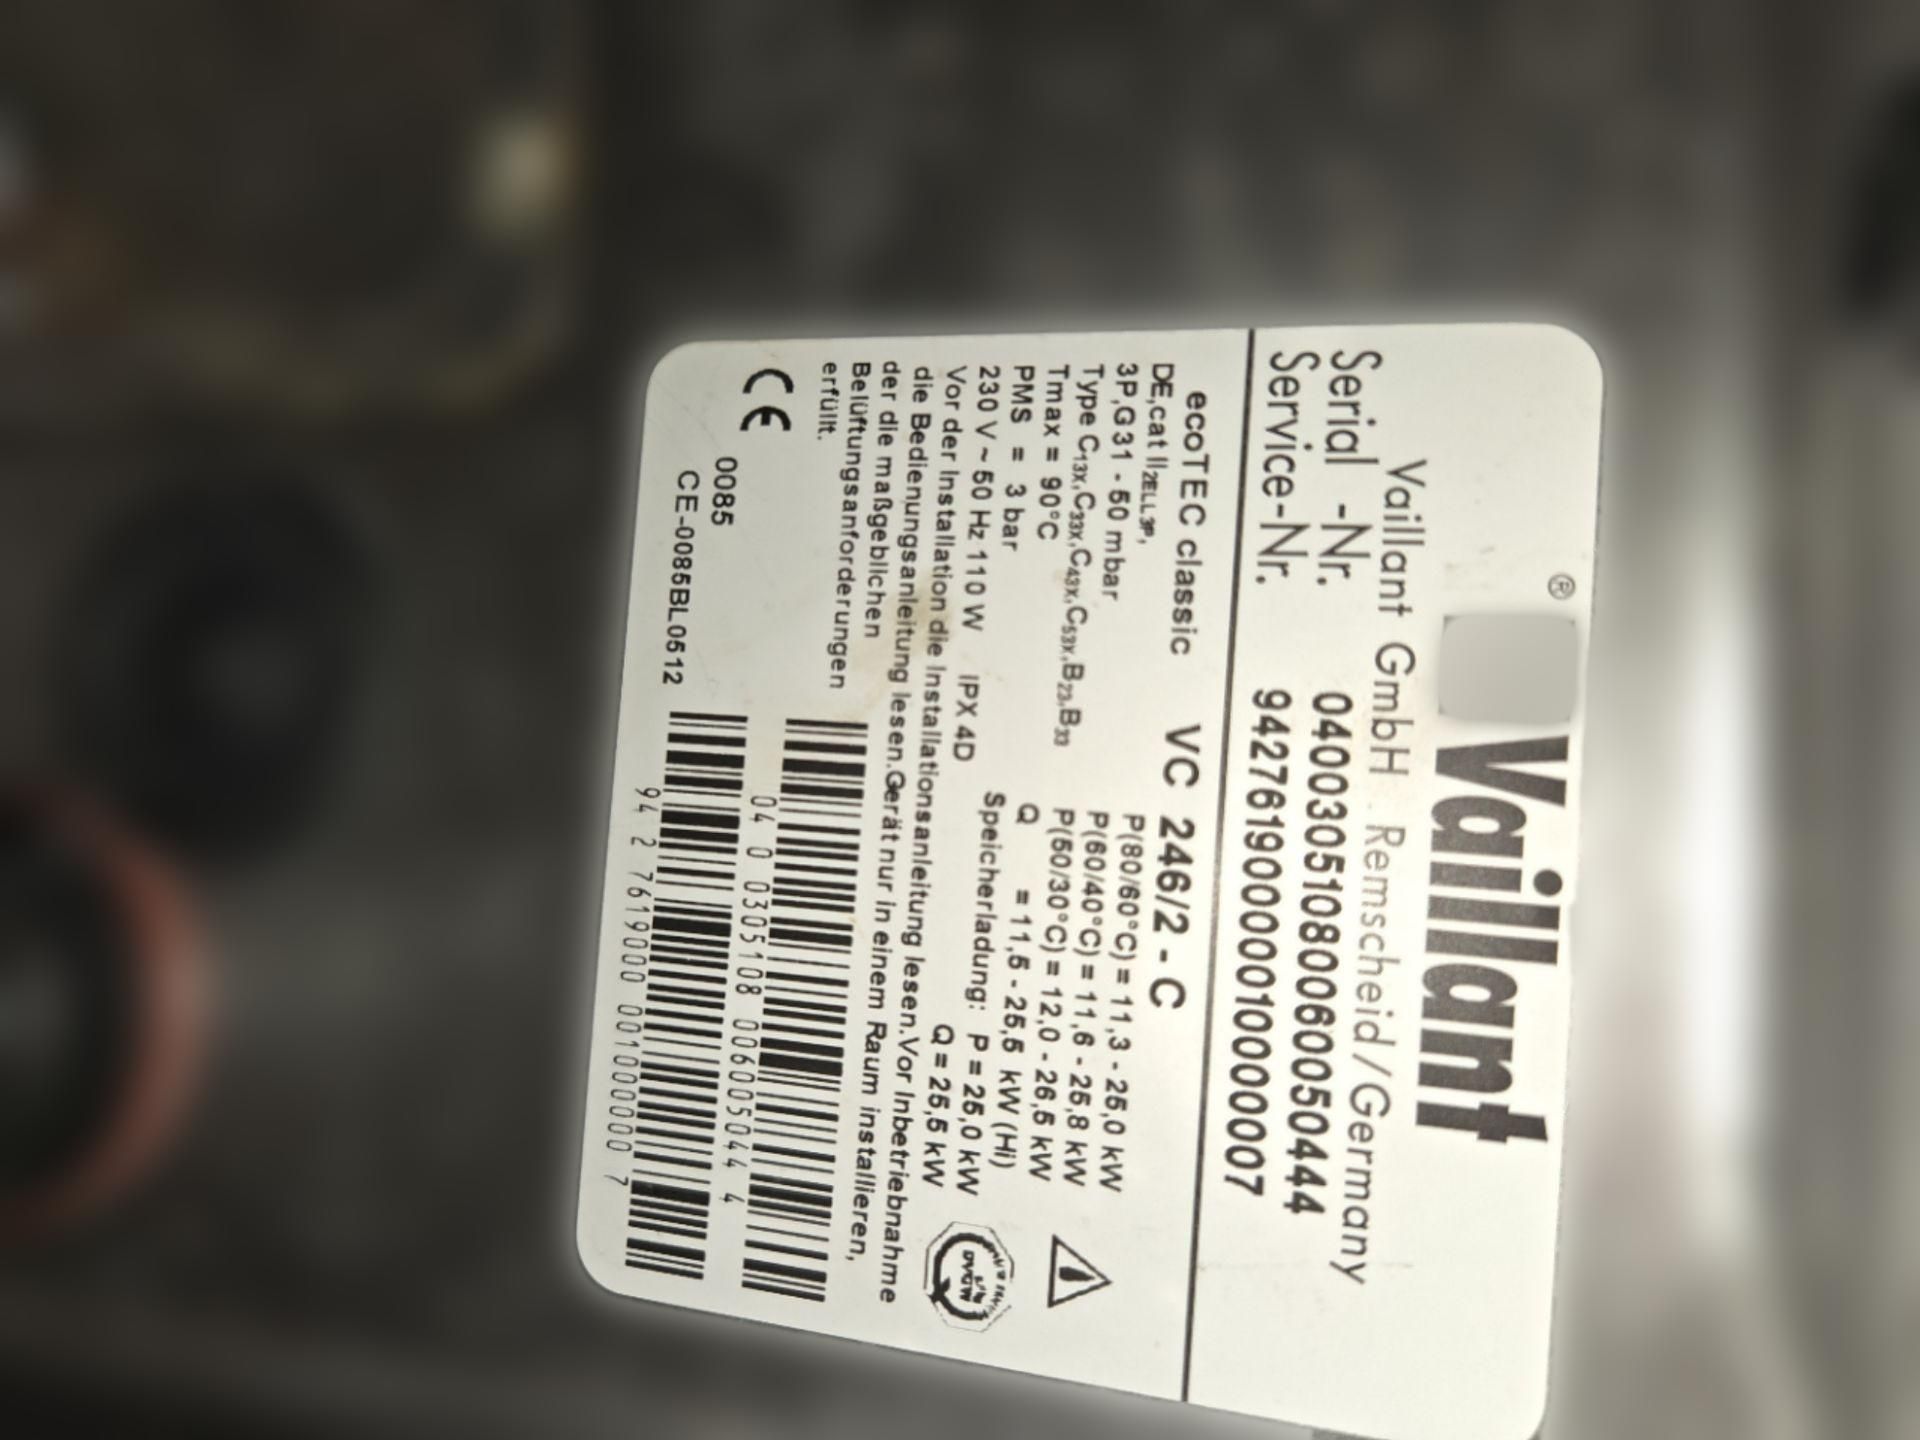 Vaillant®
Vaillant GmbH Remscheid/Germany
Serial -Nr. 04003051080060050444
Service-Nr. 9427619000001000000007
ecoTEC classic VC 246/2 - C
DE,cat II2ELL3P,
3P,G31 - 50 mbar
Type C13X,C33X,C43X,C53X,B23,B33
Tmax = 90°C
PMS = 3 bar
230 V ~ 50 Hz 110 W IPX 4D
P(80/60°C) = 11,3 - 25,0 kW
P(60/40°C) = 11,6 - 25,8 kW
P(50/30°C) = 12,0 - 26,5 kW
Q = 11,5 - 25,5 kW (Hi)
Speicherladung: P = 25,0 kW
Q = 25,5 kW
Vor der Installation die Installationsanleitung lesen.Vor Inbetriebnahme
die Bedienungsanleitung lesen.Gerät nur in einem Raum installieren,
der die maßgeblichen
Belüftungsanforderungen
erfüllt.
CE 0085
CE-0085BL0512
04 0 0305108 006005044 4
94 2 7619000 0010000000 7
DVGW